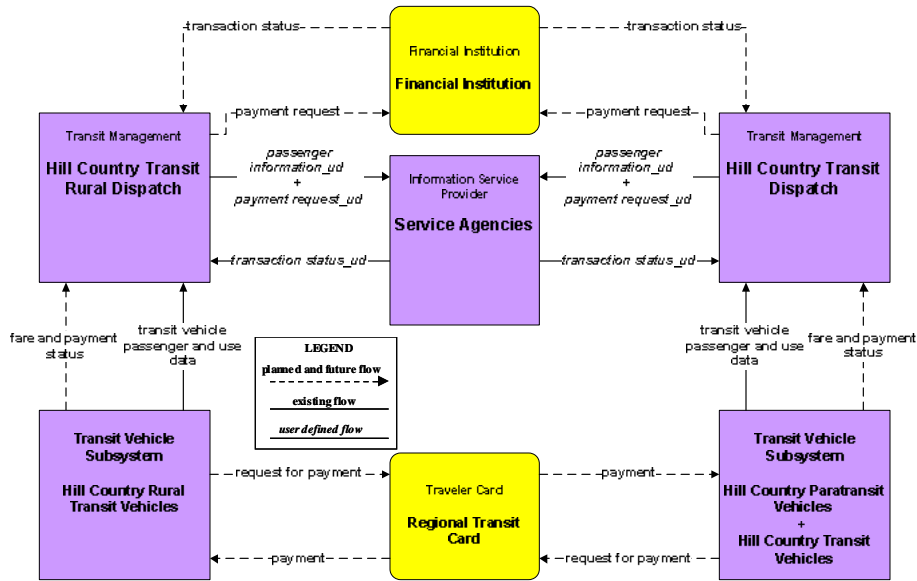 transaction status
Financial Institution
Financial Institution
transaction status
payment request
payment request
Transit Management
Hill Country Transit
Rural Dispatch
passenger
information_ud
+
payment request_ud
Information Service
Provider
Service Agencies
passenger
information_ud
+
payment request_ud
Transit Management
Hill Country Transit
Dispatch
transaction status_ud
transaction status_ud
fare and payment
status
transit vehicle
passenger and use
data
LEGEND
planned and future flow
existing flow
user defined flow
transit vehicle
passenger and use
data
fare and payment
status
Transit Vehicle
Subsystem
Hill Country Rural
Transit Vehicles
request for payment
payment
Traveler Card
Regional Transit
Card
payment
request for payment
Transit Vehicle
Subsystem
Hill Country Paratransit
Vehicles
+
Hill Country Transit
Vehicles